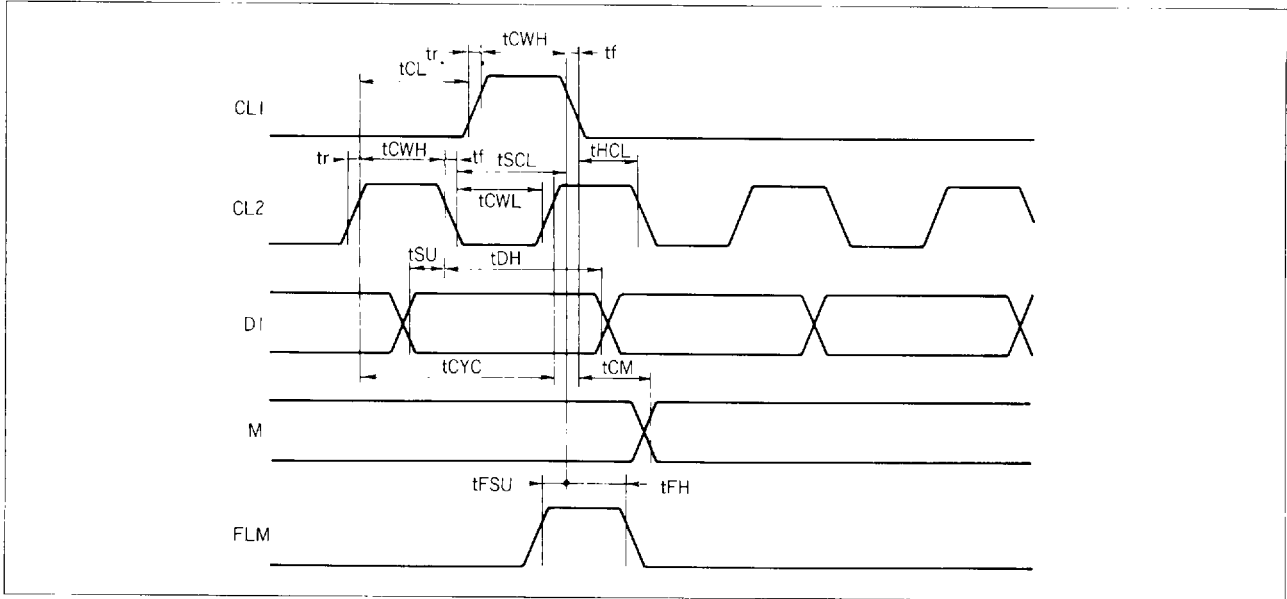 tr tCWH tf
tCL
CL1
tr tCWH tf tSCL tHCL
tCWL
CL2
tSU tDH
D1
tCYC tCM
M
tFSU tFH
FLM